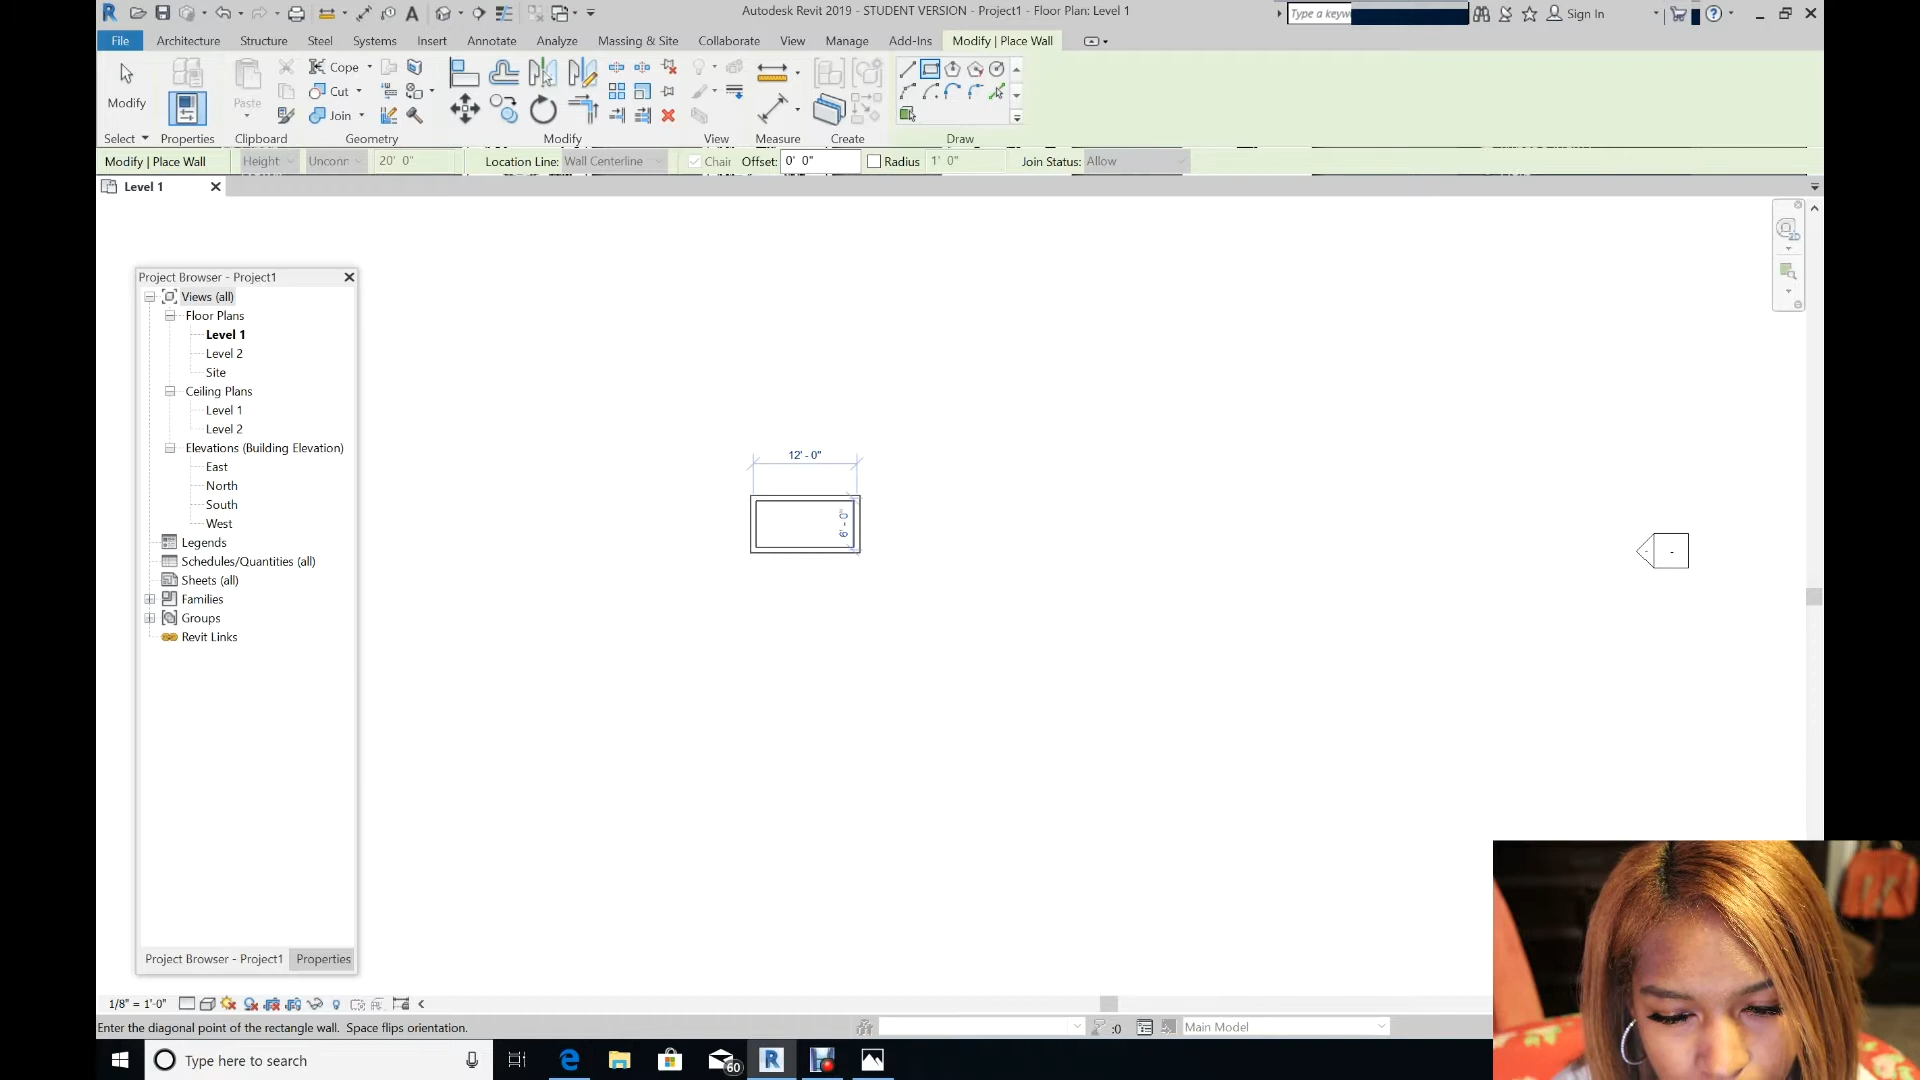 Autodesk Revit 2019 - STUDENT VERSION - Project1 - Floor Plan: Level 1
Type a keyw
Sign In
File Architecture Structure Steel Systems Insert Annotate Analyze Massing & Site Collaborate View Manage Add-Ins Modify | Place Wall
Modify
Paste
Cope
Cut
Join
Select Properties Clipboard Geometry Modify View Measure Create Draw
Modify | Place Wall Height Unconn 20' 0" Location Line: Wall Centerline Chair Offset: 0' 0" Radius 1' 0" Join Status: Allow
Level 1
Project Browser - Project1
Views (all)
Floor Plans
Level 1
Level 2
Site
Ceiling Plans
Level 1
Level 2
Elevations (Building Elevation)
East
North
South
West
Legends
Schedules/Quantities (all)
Sheets (all)
Families
Groups
Revit Links
Project Browser - Project1 Properties
12' - 0"
6' - 0"
1/8" = 1'-0"
Enter the diagonal point of the rectangle wall. Space flips orientation.
:0
Main Model
Type here to search
60